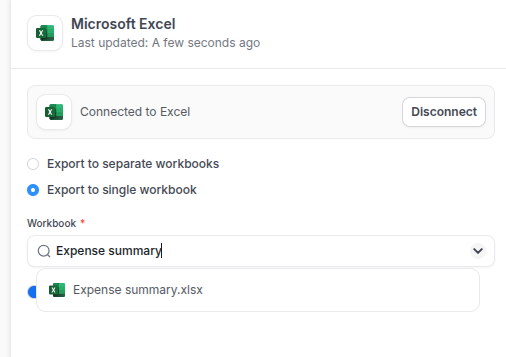 Microsoft Excel
Last updated: A few seconds ago
Connected to Excel
Disconnect
Export to separate workbooks
Export to single workbook
Workbook *
Expense summary
Expense summary.xlsx